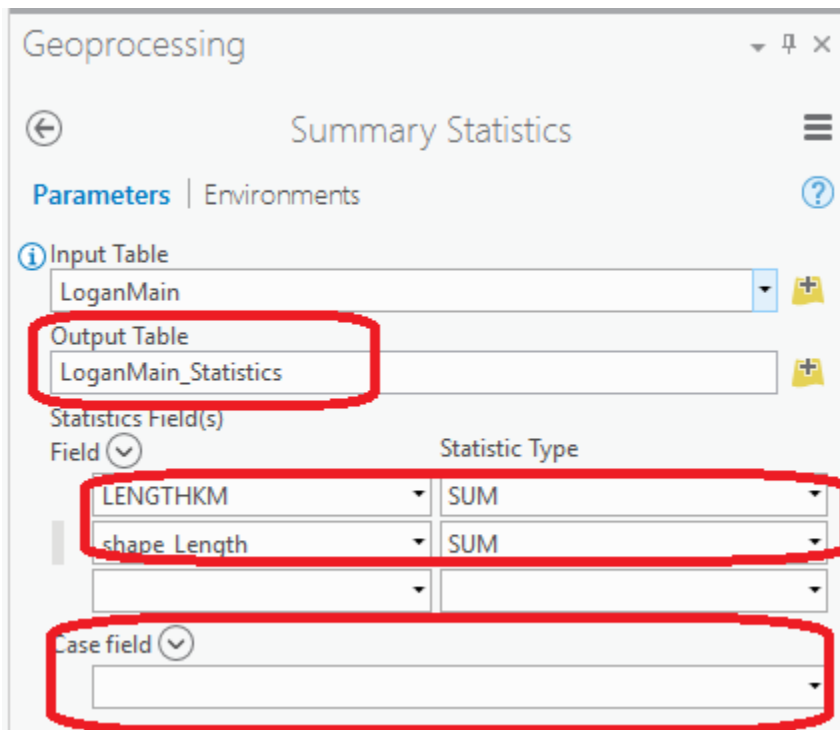 Geoprocessing
Summary Statistics
Parameters | Environments
Input Table
LoganMain
Output Table
LoganMain_Statistics
Statistics Field(s)
Field Statistic Type
LENGTHKM SUM
shape_Length SUM
Case field